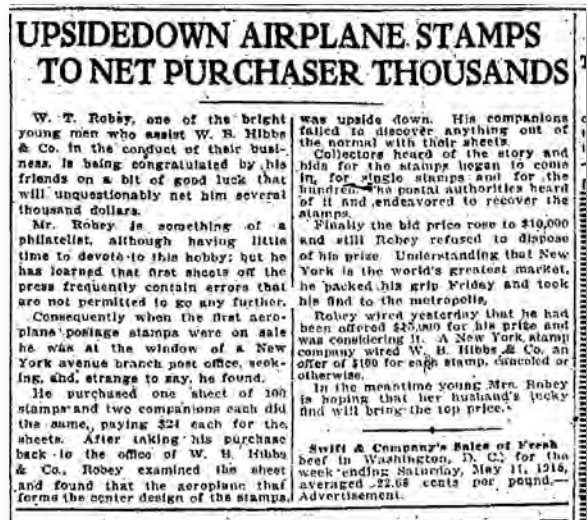 UPSIDEDOWN AIRPLANE STAMPS
TO NET PURCHASER THOUSANDS
W. T. Robey, one of the bright
young men who assist W. B. Hibbs
& Co. in the conduct of their busi-
ness, is being congratulated by his
friends on a bit of good luck that
will unquestionably net him several
thousand dollars.
Mr. Robey is something of a
philatelist, although having little
time to devote to this hobby; but he
has learned that first sheets off the
press frequently contain errors that
are not permitted to go any further.
Consequently when the first aero-
plane postage stamps were on sale
he was at the window of a New
York avenue branch post office, seek-
ing, and, strange to say, he found.
He purchased one sheet of 100
stamps and two companions each did
the same, paying $24 each for the
sheets. After taking his purchase
back to the office of W. B. Hibbs
& Co., Robey examined the sheet
and found that the aeroplane that
forms the center design of the stamps
was upside down. His companions
failed to discover anything out of
the normal with their sheets.
Collectors heard of the story and
bids for the stamps began to come
in for single stamps and for the
hundred. The postal authorities heard
of it and endeavored to recover the
stamps.
Finally the bid price rose to $10,000
and still Robey refused to dispose
of his prize. Understanding that New
York is the world's greatest market,
he packed his grip Friday and took
his find to the metropolis.
Robey wired yesterday that he had
been offered $25,000 for his prize and
was considering it. A New York stamp
company wired W. B. Hibbs & Co. an
offer of $100 for each stamp, canceled or
otherwise.
In the meantime young Mrs. Robey
is hoping that her husband's lucky
find will bring the top price.
Swift & Company's Sales of Fresh
beef in Washington, D. C., for the
week ending Saturday, May 11, 1918,
averaged 22.68 cents per pound.—
Advertisement.